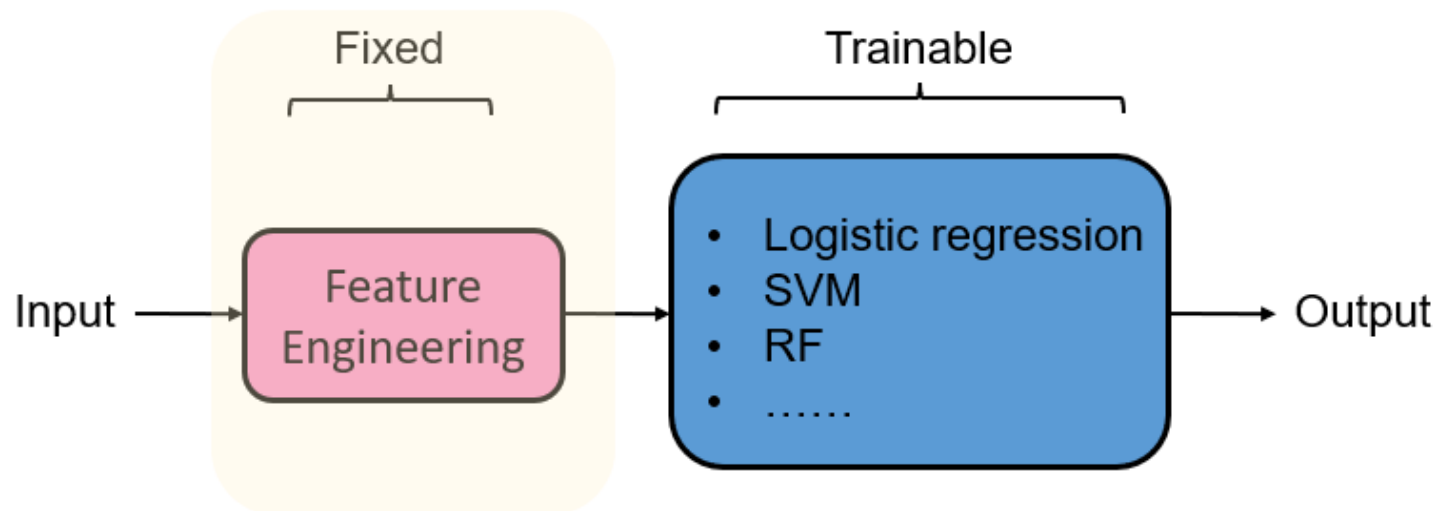 Fixed
Trainable
Input
Feature
Engineering
• Logistic regression
• SVM
• RF
• ......
Output